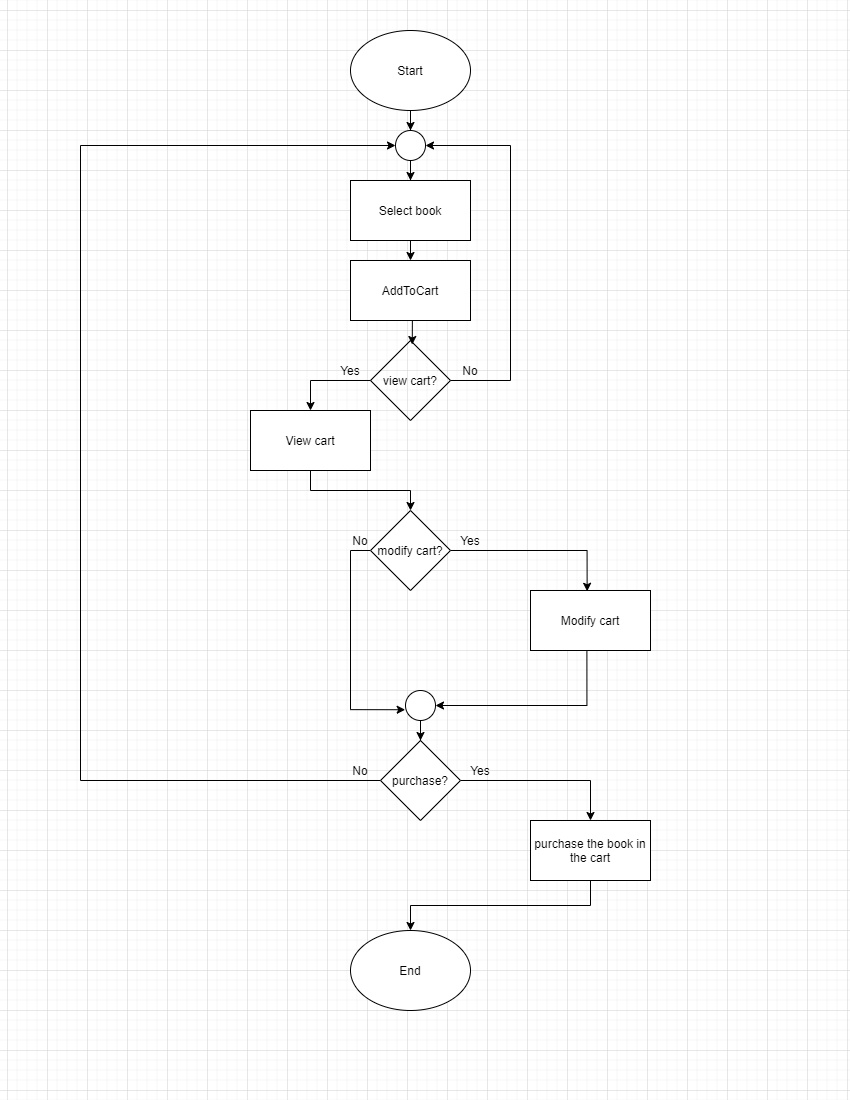 Start
Select book
AddToCart
Yes
view cart?
No
View cart
No
modify cart?
Yes
Modify cart
No
purchase?
Yes
purchase the book in
the cart
End